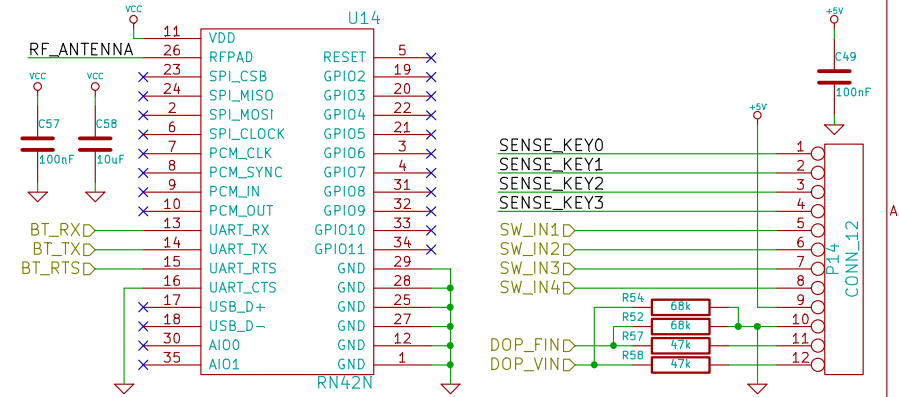 VCC
U14
+5V
11 VDD
RF_ANTENNA 26 RFPAD RESET 5
C49
VCC VCC 23 SPI_CSB GPIO2 19
24 SPI_MISO GPIO3 20
100nF
2 SPI_MOSI GPIO4 22
+5V
C57 C58 6 SPI_CLOCK GPIO5 21
100nF 10uF 7 PCM_CLK GPIO6 3
SENSE_KEY0 1
8 PCM_SYNC GPIO7 4
SENSE_KEY1 2
9 PCM_IN GPIO8 31
SENSE_KEY2 3
10 PCM_OUT GPIO9 32
SENSE_KEY3 4
A
BT_RX 13 UART_RX GPIO10 33
SW_IN1 5
BT_TX 14 UART_TX GPIO11 34
SW_IN2 6
BT_RTS 15 UART_RTS GND 29
SW_IN3 7
16 UART_CTS GND 28
SW_IN4 8
P14
CONN_12
17 USB_D+ GND 25
R54 68k 9
18 USB_D- GND 27
R52 68k 10
30 AIO0 GND 12
DOP_FIN R57 47k 11
35 AIO1 GND 1
DOP_VIN R58 47k 12
RN42N